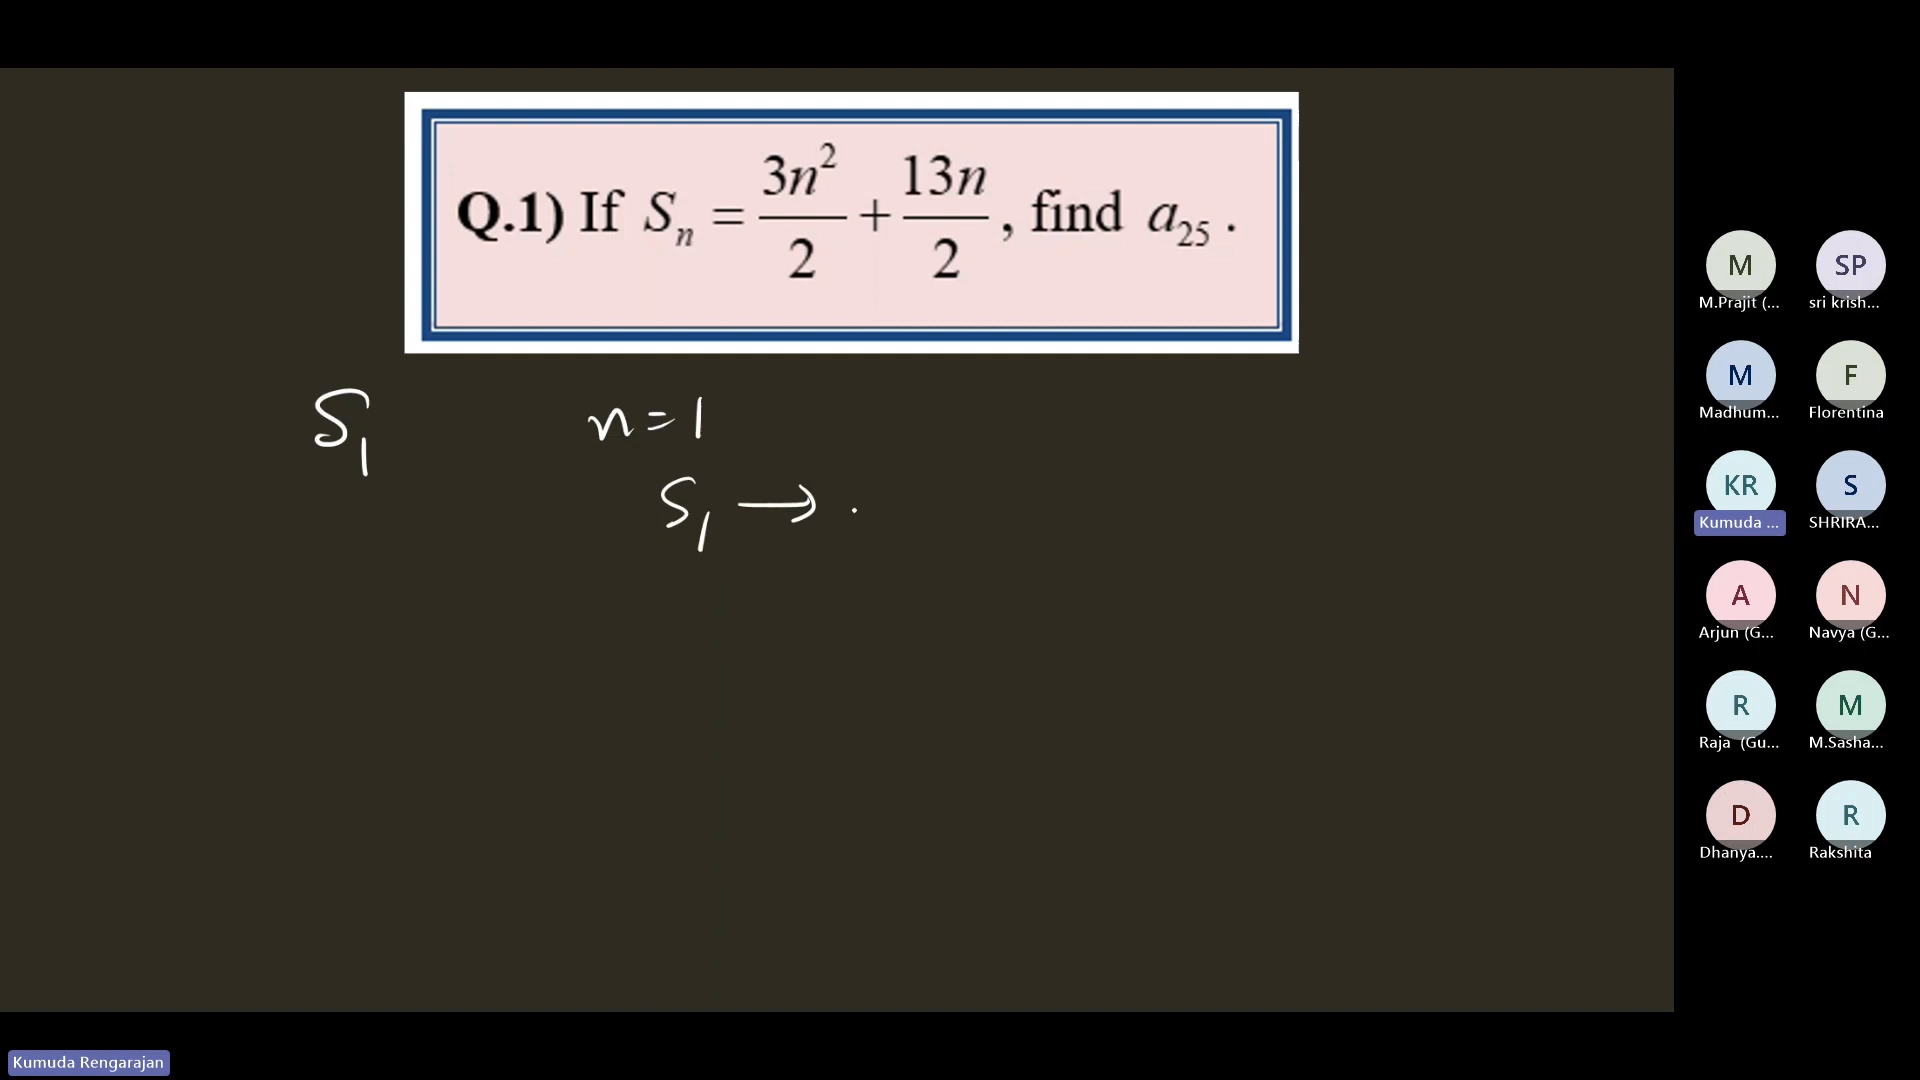 Q.1) If Sₙ = 3n²/2 + 13n/2, find a₂₅.
S₁
n = 1
S₁ → .
M
M.Prajit (...
SP
sri krish...
M
Madhum...
F
Florentina
KR
Kumuda ...
S
SHRIRA...
A
Arjun (G...
N
Navya (G...
R
Raja (Gu...
M
M.Sasha...
D
Dhanya....
R
Rakshita
Kumuda Rengarajan